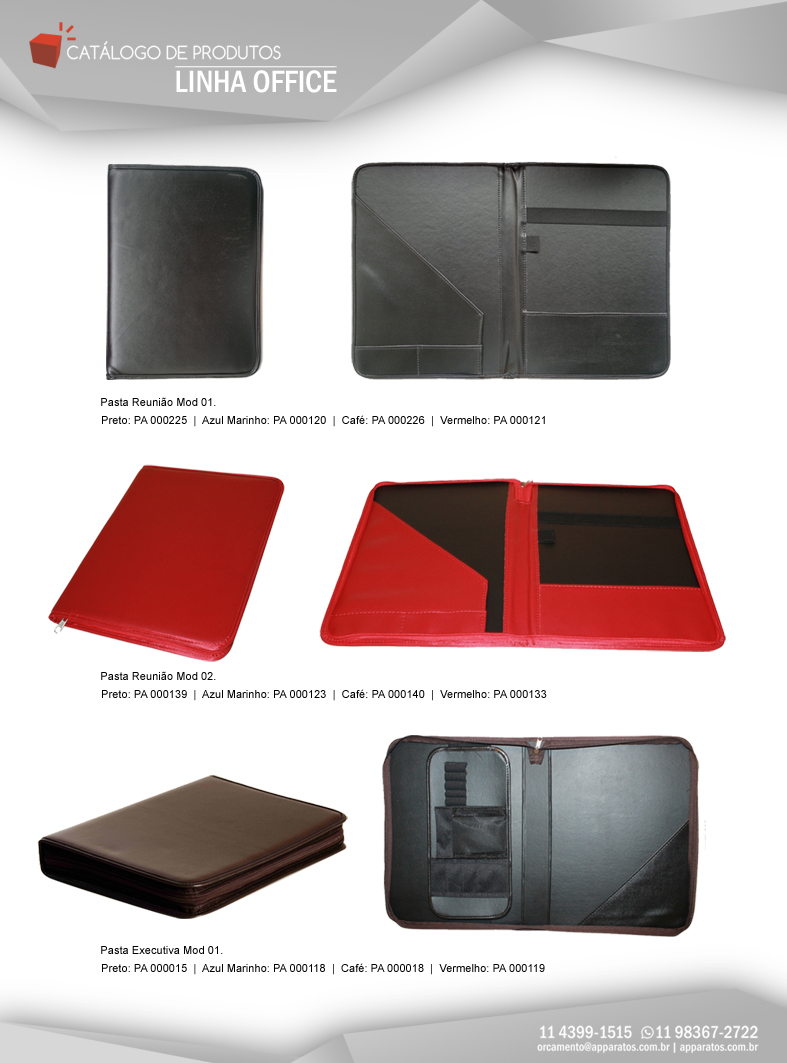 CATÁLOGO DE PRODUTOS
LINHA OFFICE
Pasta Reunião Mod 01.
Preto: PA 000225 | Azul Marinho: PA 000120 | Café: PA 000226 | Vermelho: PA 000121
Pasta Reunião Mod 02.
Preto: PA 000139 | Azul Marinho: PA 000123 | Café: PA 000140 | Vermelho: PA 000133
Pasta Executiva Mod 01.
Preto: PA 000015 | Azul Marinho: PA 000118 | Café: PA 000018 | Vermelho: PA 000119
11 4399-1515 11 98367-2722
orcamento@apparatos.com.br | apparatos.com.br